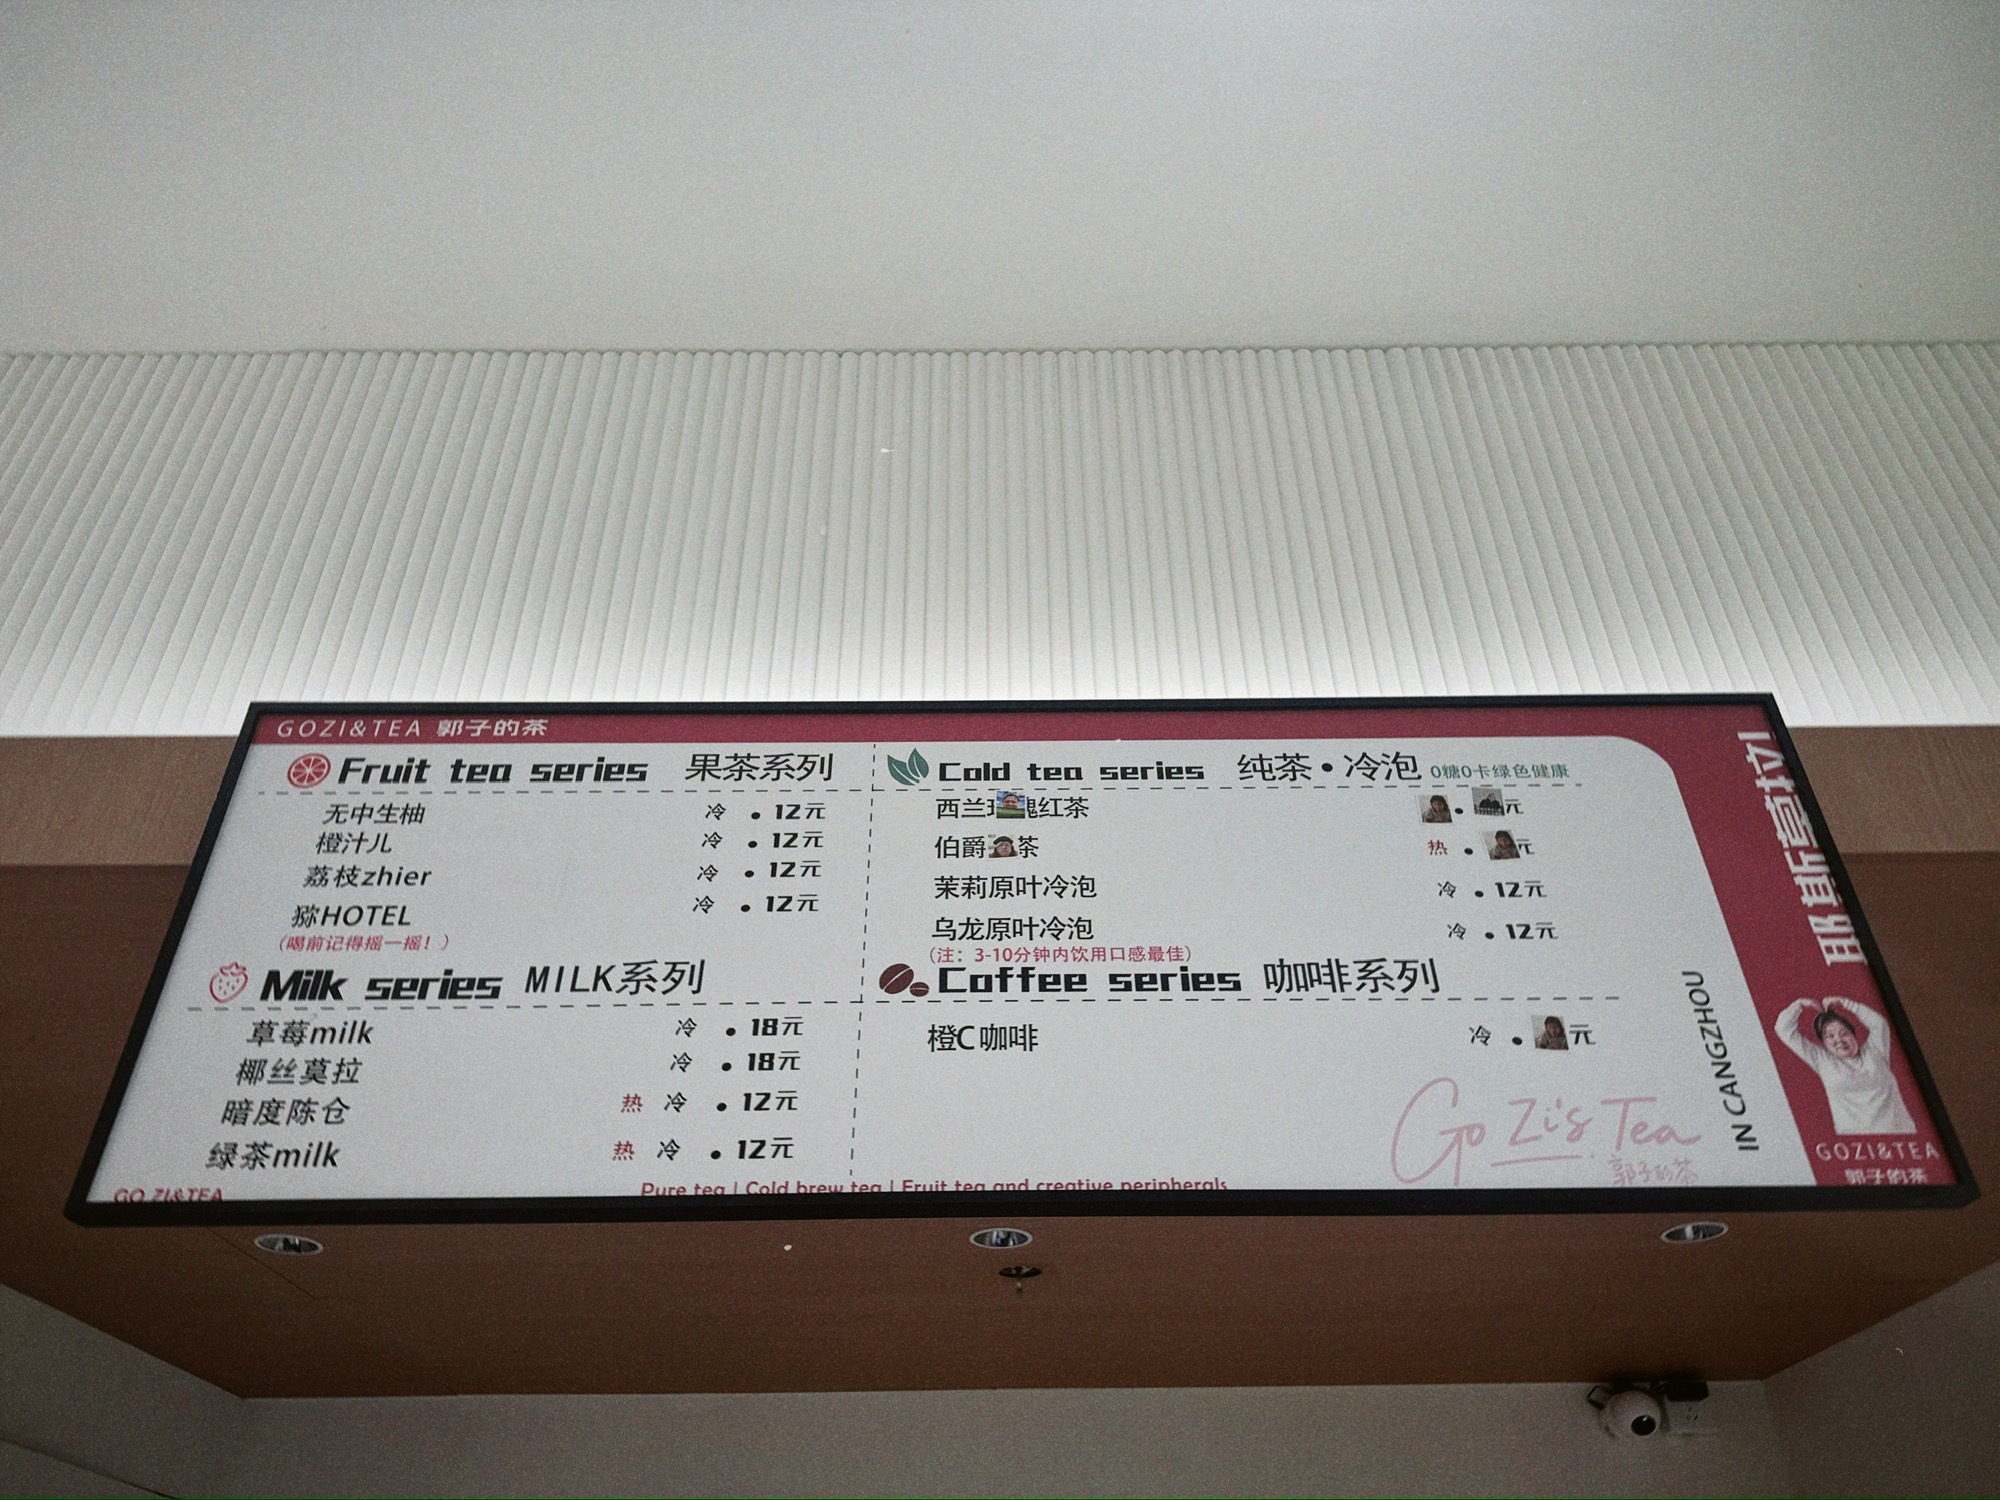 GOZI&TEA 郭子的茶
Fruit tea series 果茶系列
无中生柚 冷 • 12元
橙汁儿 冷 • 12元
荔枝zhier 冷 • 12元
猕HOTEL 冷 • 12元
(喝前记得摇一摇！)
Milk series MILK系列
草莓milk 冷 • 18元
椰丝莫拉 冷 • 18元
暗度陈仓 热 冷 • 12元
绿茶milk 热 冷 • 12元
Cold tea series 纯茶•冷泡 0糖0卡绿色健康
西兰 红茶 • 元
伯爵 茶 热 • 元
茉莉原叶冷泡 冷 • 12元
乌龙原叶冷泡 冷 • 12元
(注：3-10分钟内饮用口感最佳)
Coffee series 咖啡系列
橙C咖啡 冷 • 元
Go Zi's Tea
郭子的茶
IN CANGZHOU
GOZI&TEA
郭子的茶
GO ZI&TEA
Pure tea | Cold brew tea | Fruit tea and creative peripherals